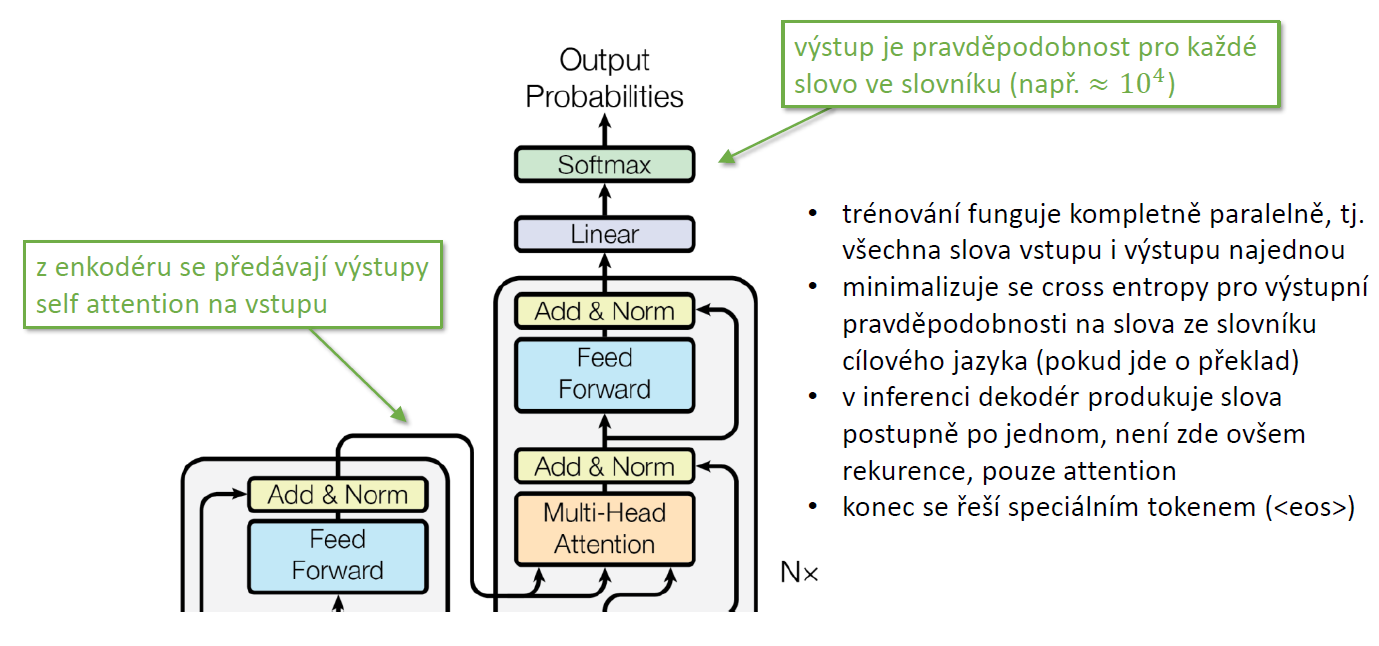 výstup je pravděpodobnost pro každé
slovo ve slovníku (např. ≈ 10⁴)
Output
Probabilities
Softmax
Linear
z enkodéru se předávají výstupy
self attention na vstupu
Add & Norm
Feed
Forward
Add & Norm
Multi-Head
Attention
Add & Norm
Feed
Forward
N×
• trénování funguje kompletně paralelně, tj.
všechna slova vstupu i výstupu najednou
• minimalizuje se cross entropy pro výstupní
pravděpodobnosti na slova ze slovníku
cílového jazyka (pokud jde o překlad)
• v inferenci dekodér produkuje slova
postupně po jednom, není zde ovšem
rekurence, pouze attention
• konec se řeší speciálním tokenem (<eos>)